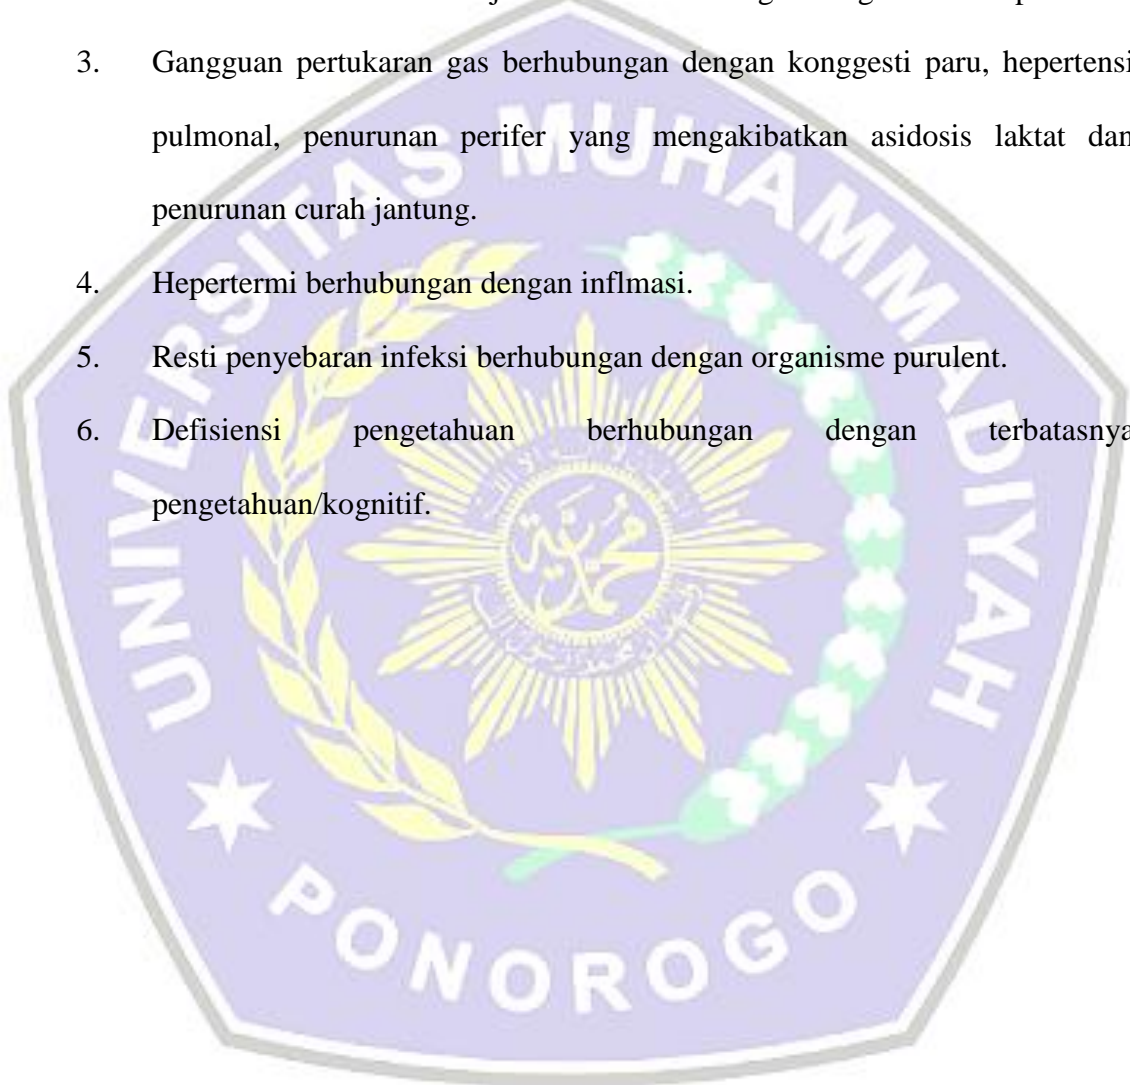 3. Gangguan pertukaran gas berhubungan dengan konggesti paru, hepertensi
pulmonal, penurunan perifer yang mengakibatkan asidosis laktat dan
penurunan curah jantung.
4. Hepertermi berhubungan dengan inflmasi.
5. Resti penyebaran infeksi berhubungan dengan organisme purulent.
6. Defisiensi pengetahuan berhubungan dengan terbatasnya
pengetahuan/kognitif.
UNIVERSITAS MUHAMMADIYAH
PONOROGO